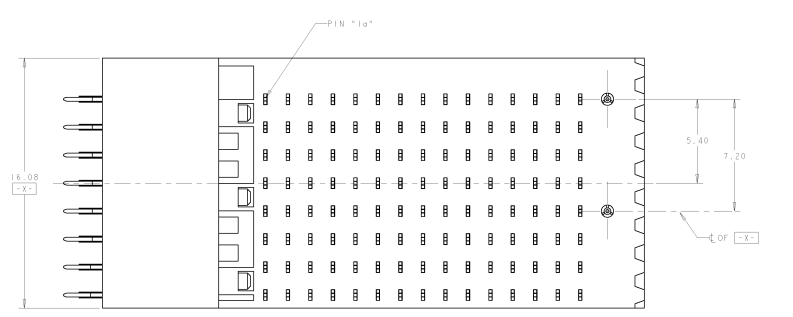 PIN "1a"
5.40
7.20
16.08
-X-
℄ OF -X-